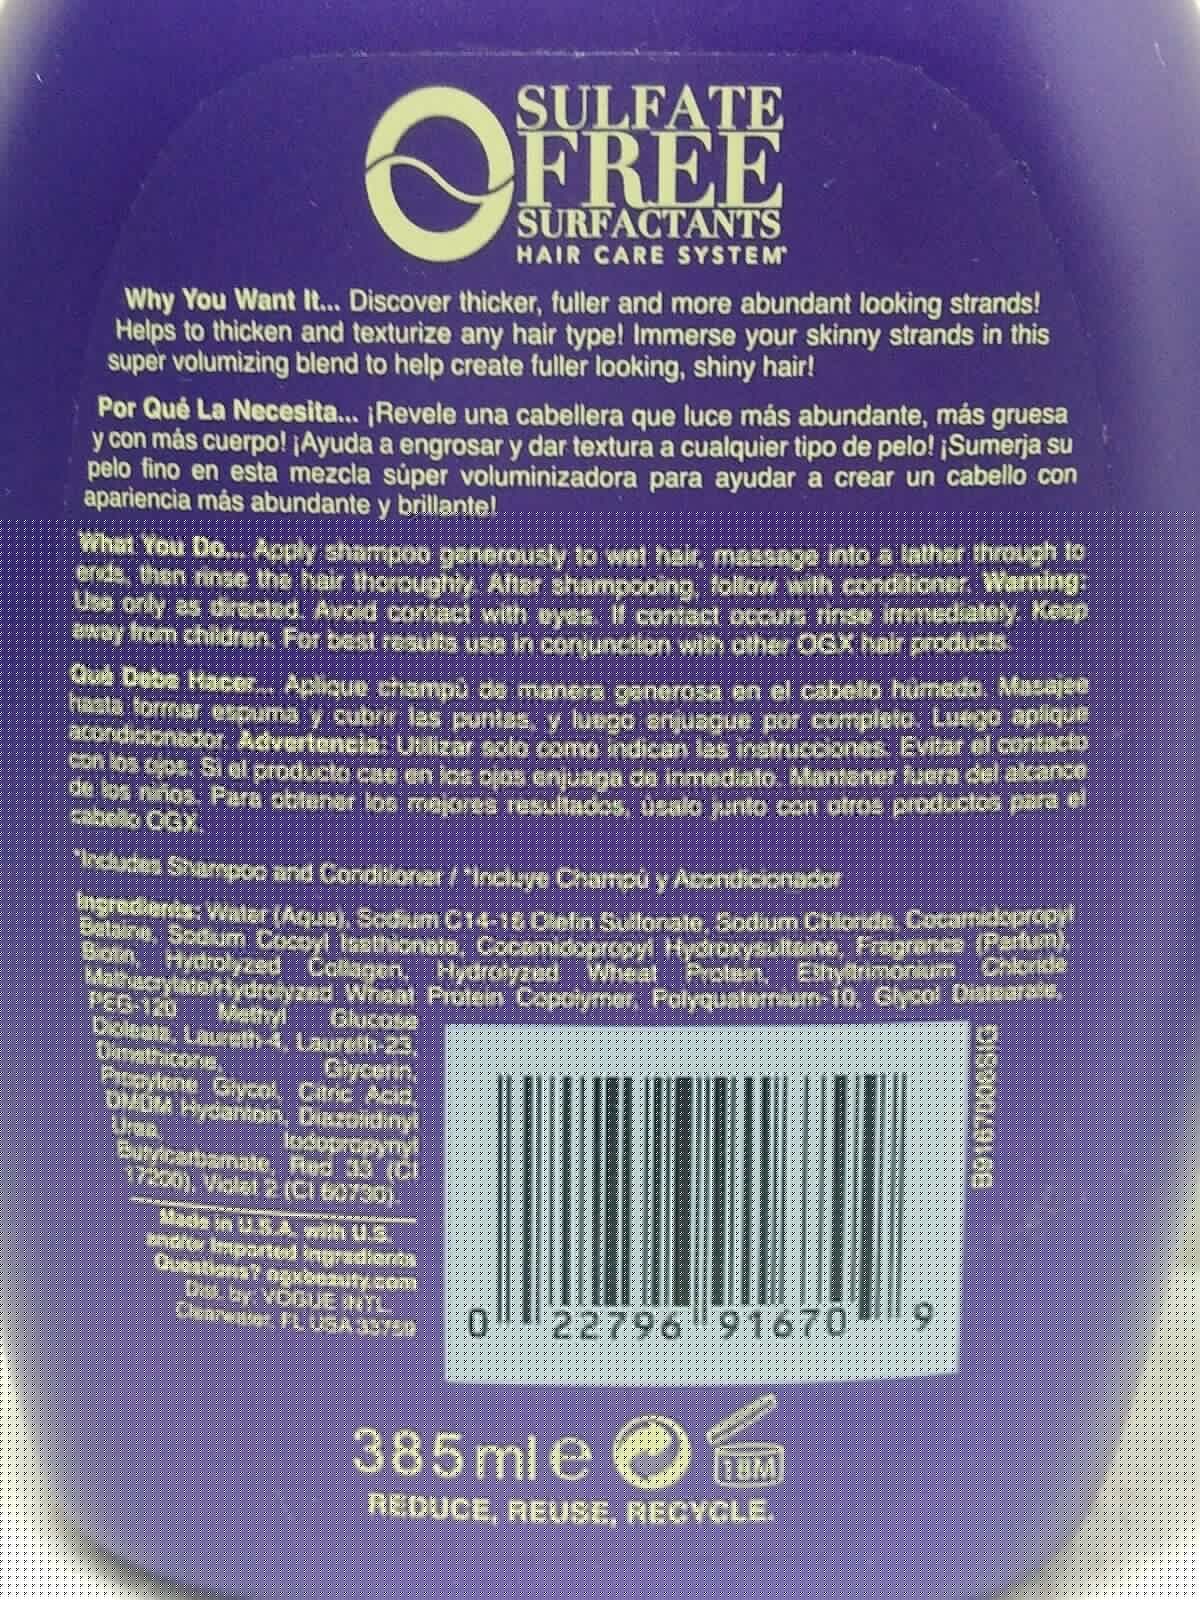 SULFATE
FREE
SURFACTANTS
HAIR CARE SYSTEM*
Why You Want It... Discover thicker, fuller and more abundant looking strands!
Helps to thicken and texturize any hair type! Immerse your skinny strands in this
super volumizing blend to help create fuller looking, shiny hair!
Por Qué La Necesita... ¡Revele una cabellera que luce más abundante, más gruesa
y con más cuerpo! ¡Ayuda a engrosar y dar textura a cualquier tipo de pelo! ¡Sumerja su
pelo fino en esta mezcla súper voluminizadora para ayudar a crear un cabello con
apariencia más abundante y brillante!
What You Do... Apply shampoo generously to wet hair, massage into a lather through to
ends, then rinse the hair thoroughly. After shampooing, follow with conditioner. Warning:
Use only as directed. Avoid contact with eyes. If contact occurs rinse immediately. Keep
away from children. For best results use in conjunction with other OGX hair products.
Qué Debe Hacer... Aplique champú de manera generosa en el cabello húmedo. Masajee
hasta formar espuma y cubrir las puntas, y luego enjuague por completo. Luego aplique
acondicionador. Advertencia: Utilizar solo como indican las instrucciones. Evitar el contacto
con los ojos. Si el producto cae en los ojos enjuaga de inmediato. Mantener fuera del alcance
de los niños. Para obtener los mejores resultados, úsalo junto con otros productos para el
cabello OGX.
*Includes Shampoo and Conditioner / *Incluye Champú y Acondicionador
Ingredients: Water (Aqua), Sodium C14-16 Olefin Sulfonate, Sodium Chloride, Cocamidopropyl
Betaine, Sodium Cocoyl Isethionate, Cocamidopropyl Hydroxysultaine, Fragrance (Parfum),
Biotin, Hydrolyzed Collagen, Hydrolyzed Wheat Protein, Ethyltrimonium Chloride
Methacrylate/Hydrolyzed Wheat Protein Copolymer, Polyquaternium-10, Glycol Distearate,
PEG-120 Methyl Glucose
Dioleate, Laureth-4, Laureth-23,
Dimethicone, Glycerin,
Propylene Glycol, Citric Acid,
DMDM Hydantoin, Diazolidinyl
Urea, Iodopropynyl
Butylcarbamate, Red 33 (CI
17200), Violet 2 (CI 60730).
Made in U.S.A. with U.S.
and/or Imported Ingredients
Questions? ogxbeauty.com
Dist. by: VOGUE INTL.
Clearwater, FL USA 33759
B9167006SIG
0 22796 91670 9
385 ml e
18M
REDUCE, REUSE, RECYCLE.